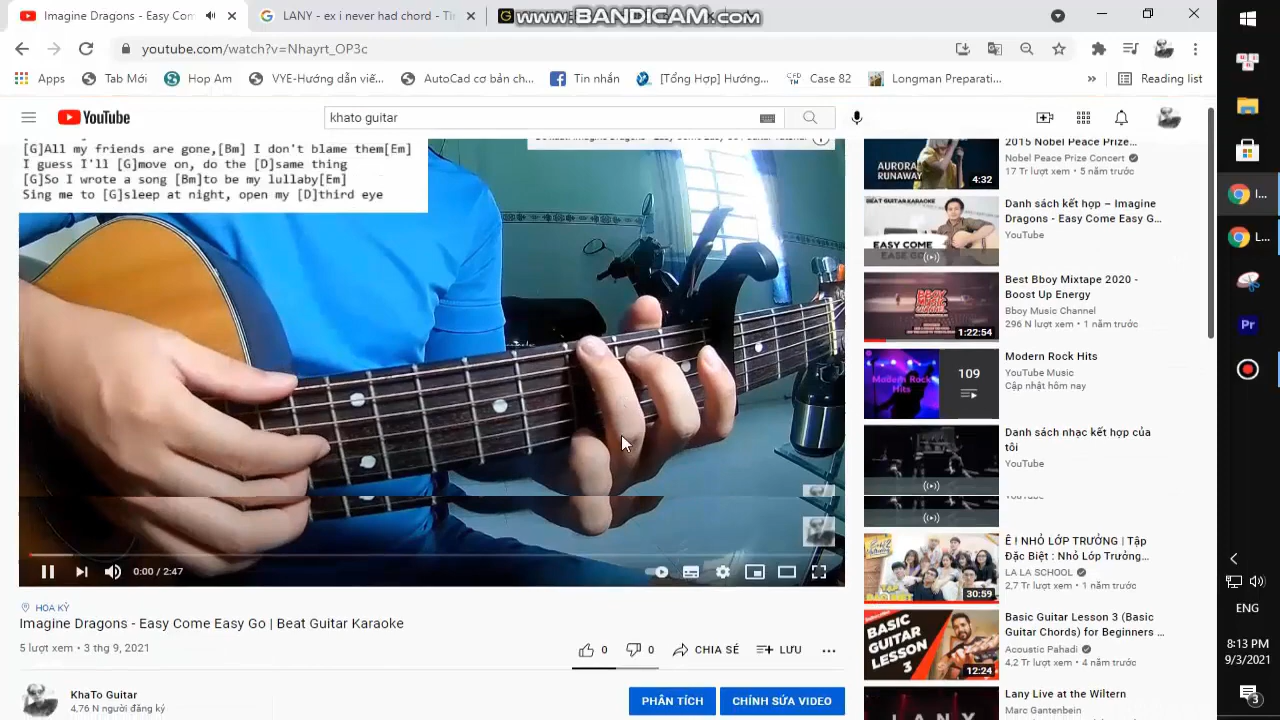 Imagine Dragons - Easy Com
LANY - ex i never had chord - Th
www.BANDICAM.com
youtube.com/watch?v=Nhayrt_OP3c
Apps
Tab Mới
Hop Am
VYE-Hướng dẫn viế...
AutoCad cơ bản ch...
Tin nhắn
[Tổng Hợp] Hướng...
Case 82
Longman Preparati...
Reading list
YouTube
khato guitar
[G]All my friends are gone,[Bm] I don't blame them[Em]
I guess I'll [G]move on, do the [D]same thing
[G]So I wrote a song [Bm]to be my lullaby[Em]
Sing me to [G]sleep at night, open my [D]third eye
0:00 / 2:47
HOA KỲ
Imagine Dragons - Easy Come Easy Go | Beat Guitar Karaoke
5 lượt xem • 3 thg 9, 2021
0
0
CHIA SẺ
LƯU
KhaTo Guitar
4,76 N người đăng ký
PHÂN TÍCH
CHỈNH SỬA VIDEO
AURORA
RUNAWAY
4:32
2015 Nobel Peace Prize...
Nobel Peace Prize Concert
17 Tr lượt xem • 5 năm trước
BEAT GUITAR KARAOKE
EASY COME
EASE GO
Danh sách kết hợp – Imagine
Dragons - Easy Come Easy G...
YouTube
1:22:54
Best Bboy Mixtape 2020 -
Boost Up Energy
Bboy Music Channel
296 N lượt xem • 1 năm trước
Modern Rock
Hits
109
Modern Rock Hits
YouTube Music
Cập nhật hôm nay
Danh sách nhạc kết hợp của
tôi
YouTube
30:59
Ê ! NHỎ LỚP TRƯỞNG | Tập
Đặc Biệt : Nhỏ Lớp Trưởng...
LA LA SCHOOL
2,7 Tr lượt xem • 1 năm trước
BASIC
GUITAR
LESSON
3
12:24
Basic Guitar Lesson 3 (Basic
Guitar Chords) for Beginners ...
Acoustic Pahadi
4,2 Tr lượt xem • 4 năm trước
LANY
Lany Live at the Wiltern
Marc Gantenbein
I...
L...
Pr
ENG
8:13 PM
9/3/2021
3